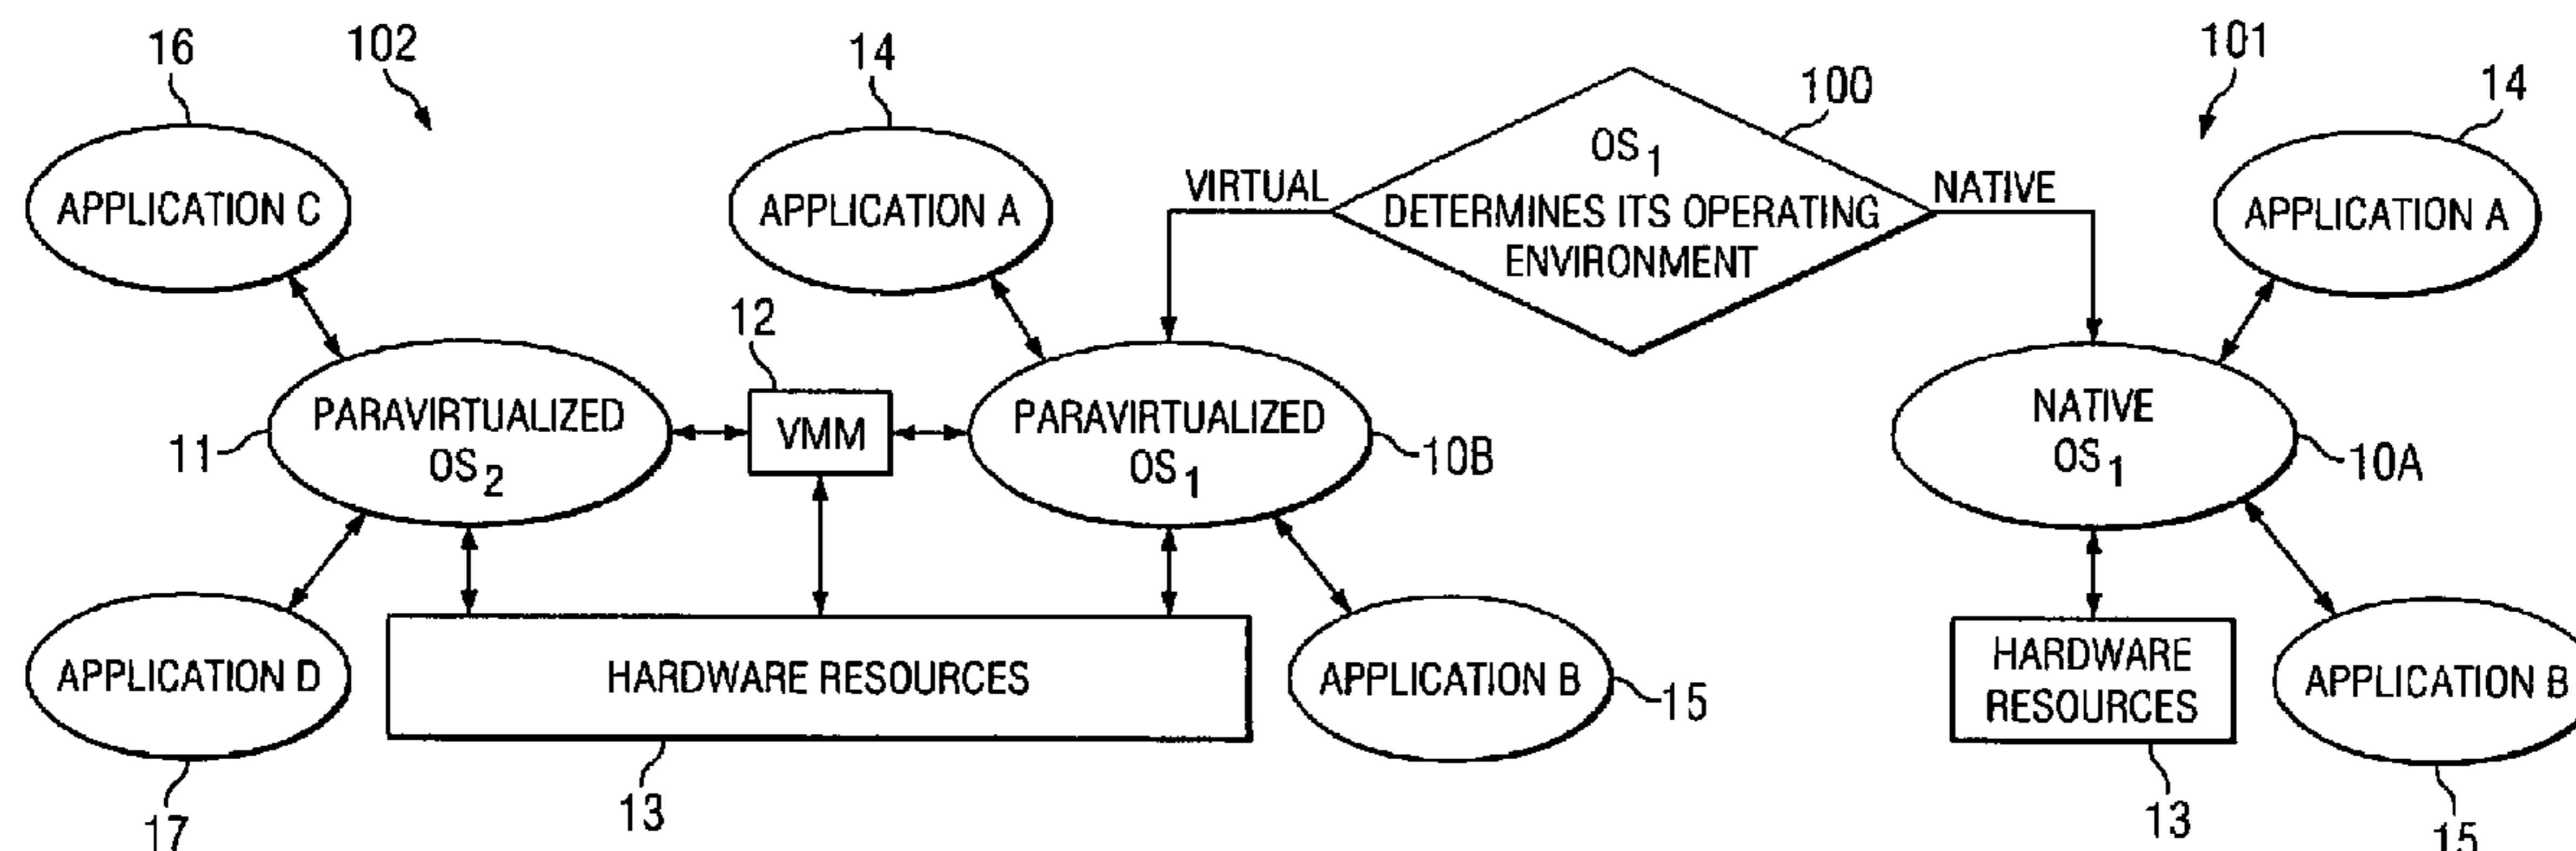 16
102
14
100
101
14
APPLICATION C
APPLICATION A
VIRTUAL
OS1
DETERMINES ITS OPERATING
ENVIRONMENT
NATIVE
APPLICATION A
12
11
PARAVIRTUALIZED
OS2
VMM
PARAVIRTUALIZED
OS1
10B
NATIVE
OS1
10A
APPLICATION D
HARDWARE RESOURCES
APPLICATION B
15
HARDWARE
RESOURCES
APPLICATION B
17
13
13
15